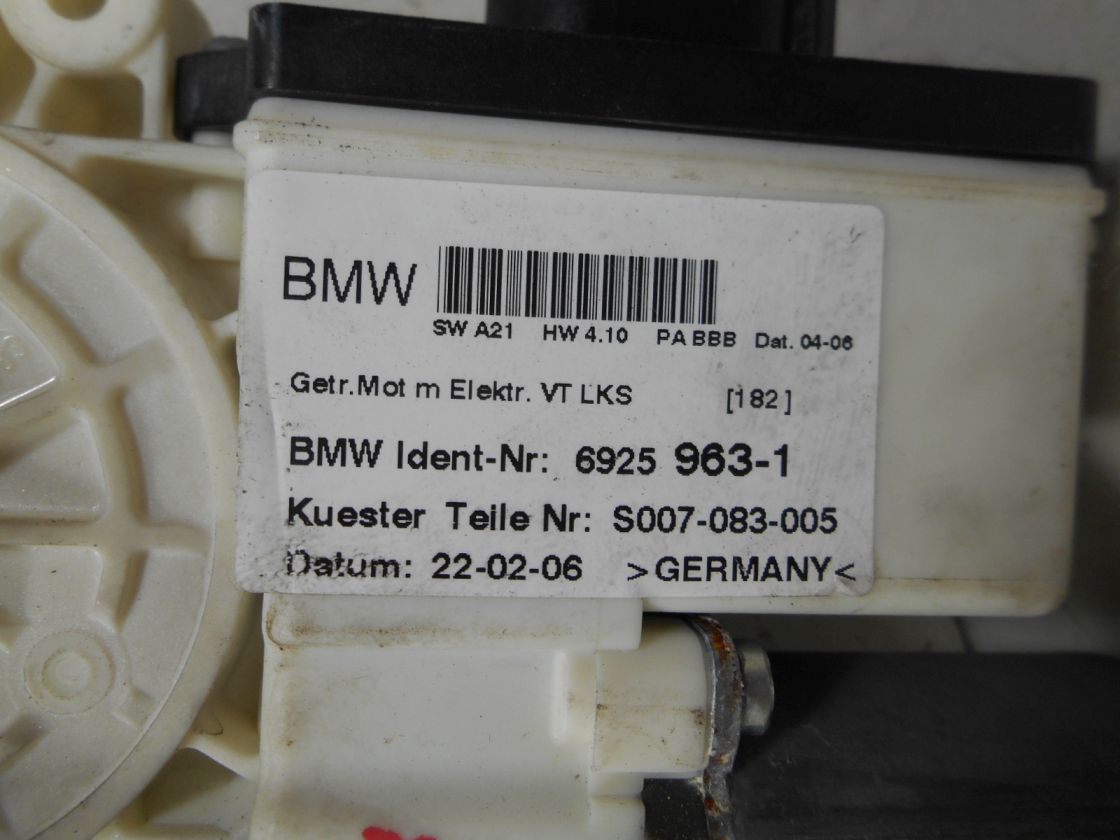 BMW
SW A21 HW 4.10 PA BBB Dat. 04-06
Getr.Mot m Elektr. VT LKS [182]
BMW Ident-Nr: 6925 963-1
Kuester Teile Nr: S007-083-005
Datum: 22-02-06 >GERMANY<